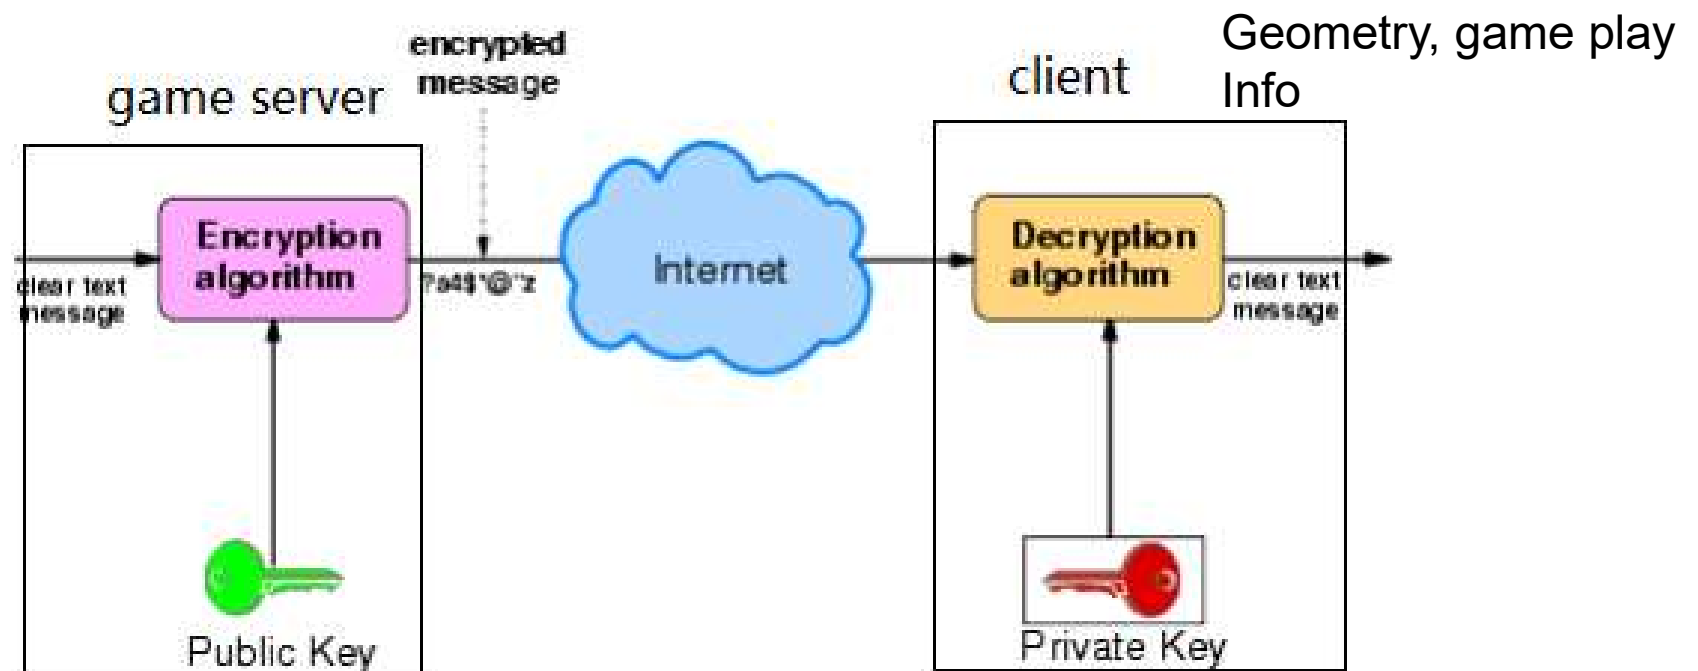 Geometry, game play
Info
encrypted
message
client
game server
Encryption
algorithm
clear text
message
?a4$'@"z
Internet
Decryption
algorithm
clear text
message
Public Key
Private Key